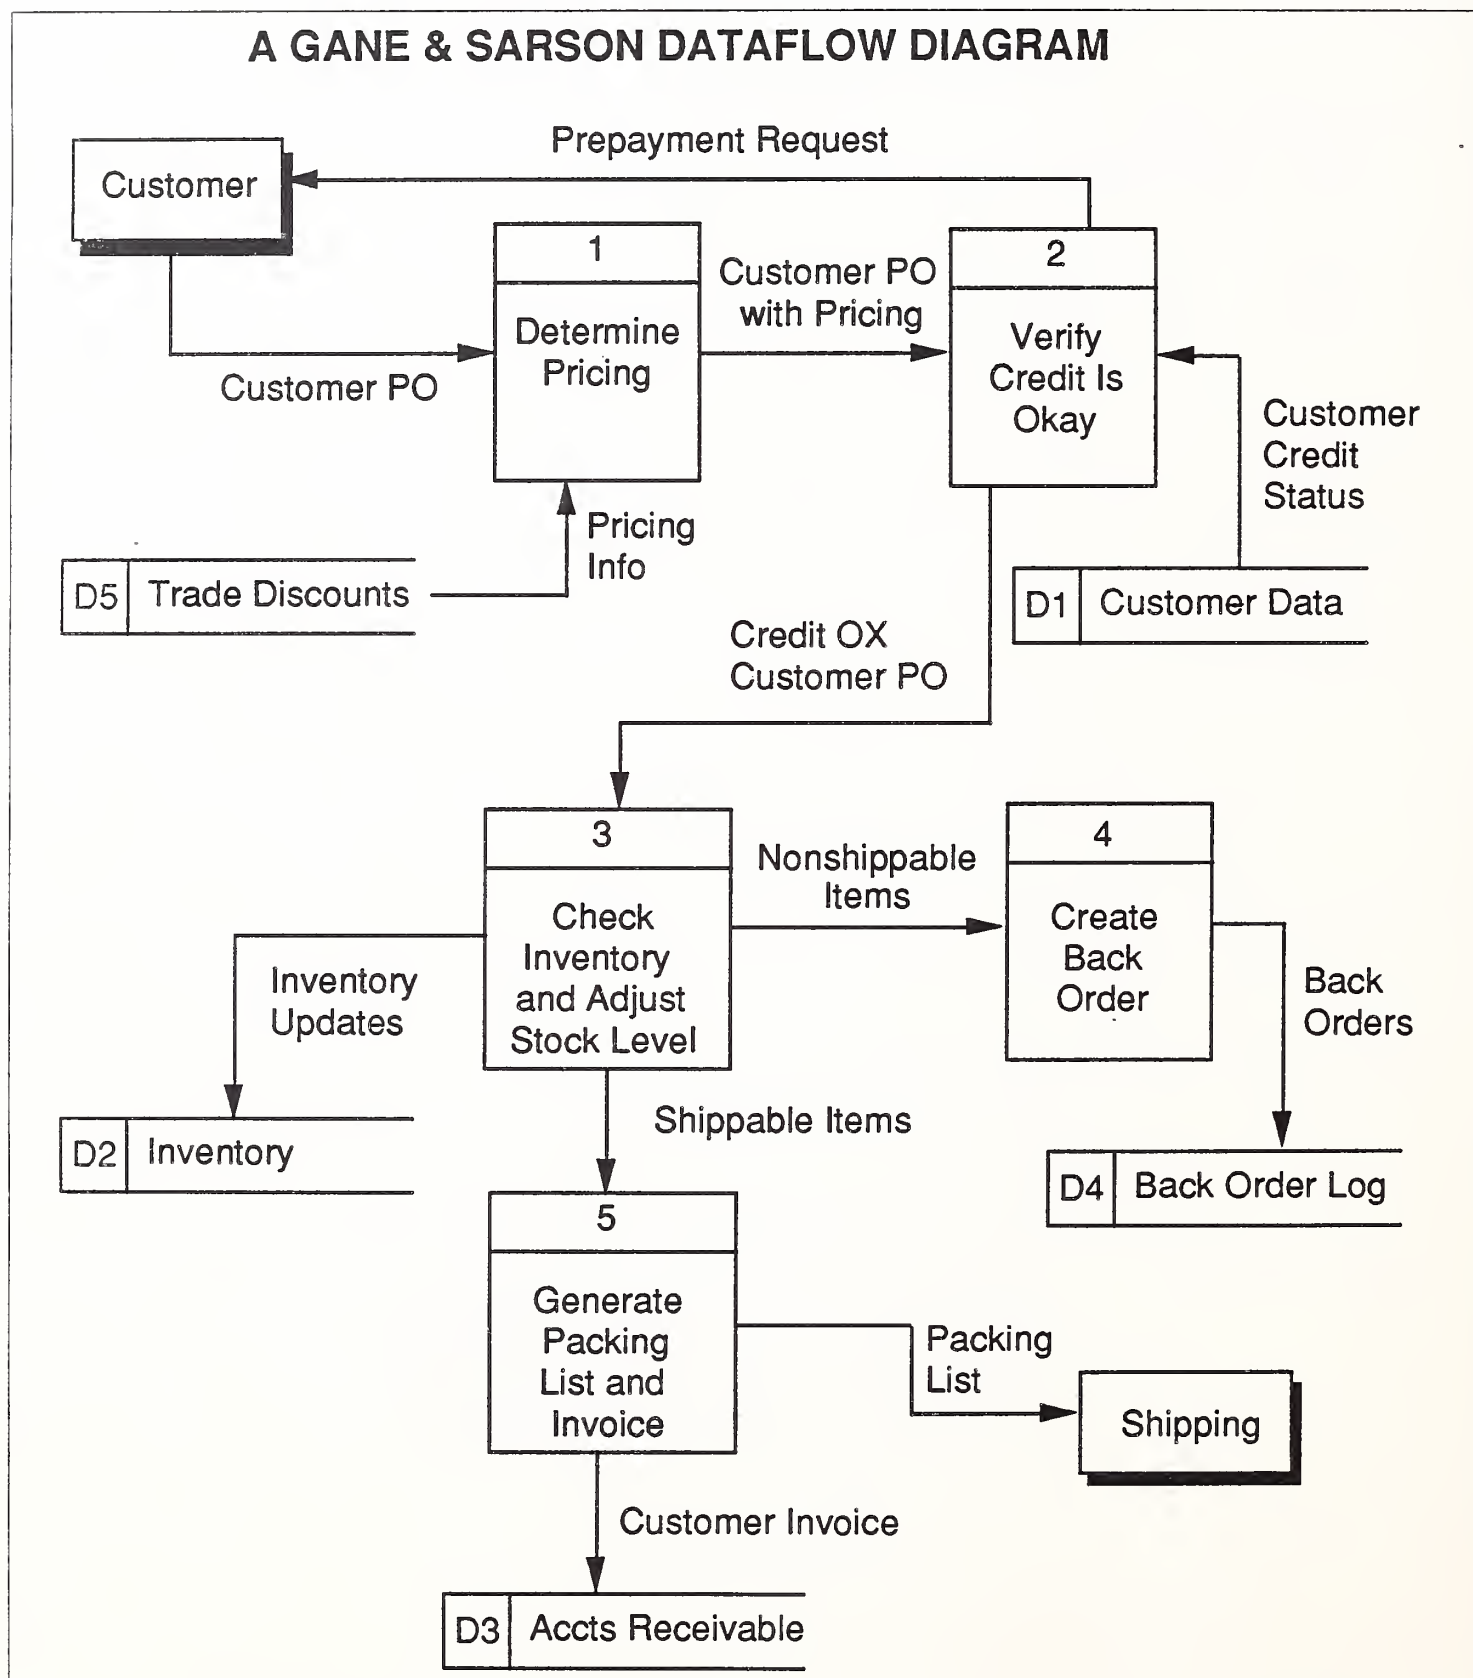 A GANE & SARSON DATAFLOW DIAGRAM
Prepayment Request
Customer
1
Determine
Pricing
Customer PO
with Pricing
2
Verify
Credit Is
Okay
Customer PO
Customer
Credit
Status
Pricing
Info
D5 Trade Discounts
D1 Customer Data
Credit OX
Customer PO
3
Check
Inventory
and Adjust
Stock Level
Nonshippable
Items
4
Create
Back
Order
Inventory
Updates
Back
Orders
Shippable Items
D2 Inventory
D4 Back Order Log
5
Generate
Packing
List and
Invoice
Packing
List
Shipping
Customer Invoice
D3 Accts Receivable